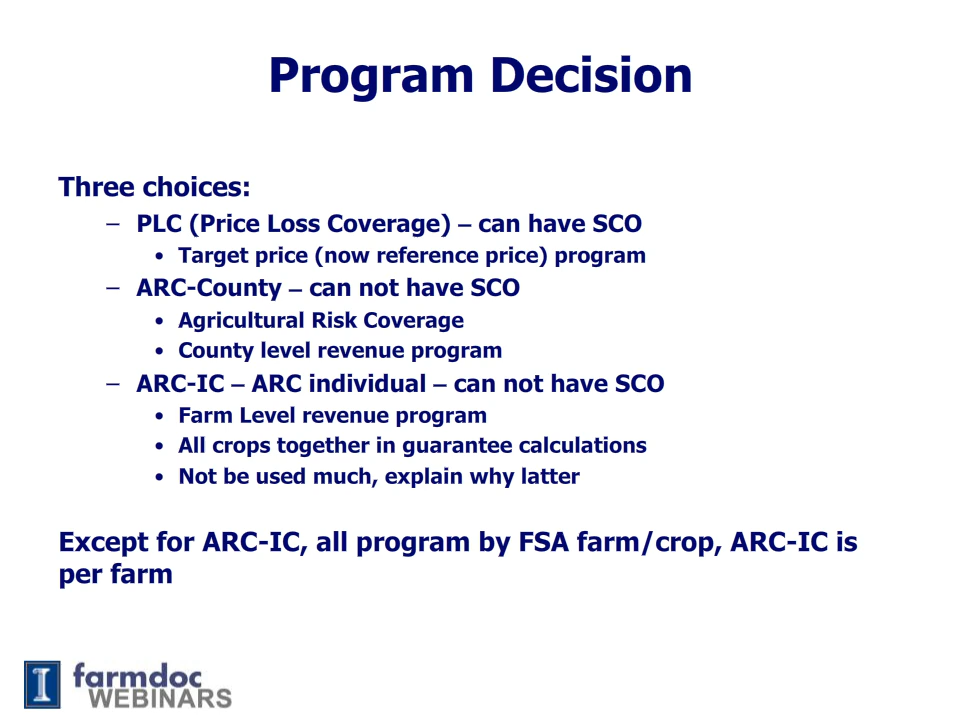 Program Decision
Three choices:
– PLC (Price Loss Coverage) – can have SCO
• Target price (now reference price) program
– ARC-County – can not have SCO
• Agricultural Risk Coverage
• County level revenue program
– ARC-IC – ARC individual – can not have SCO
• Farm Level revenue program
• All crops together in guarantee calculations
• Not be used much, explain why latter
Except for ARC-IC, all program by FSA farm/crop, ARC-IC is
per farm
I farmdoc
WEBINARS